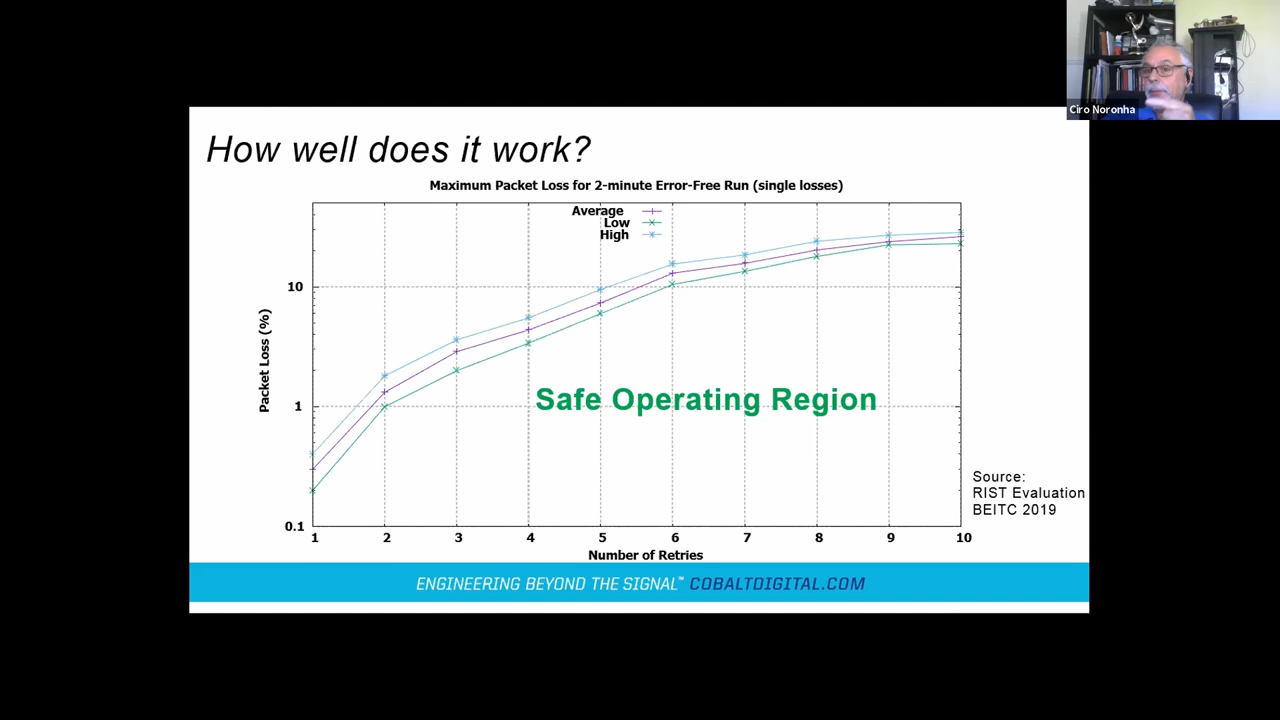 Ciro Noronha
How well does it work?
Maximum Packet Loss for 2-minute Error-Free Run (single losses)
Average
Low
High
10
1
0.1
Packet Loss (%)
Safe Operating Region
1 2 3 4 5 6 7 8 9 10
Number of Retries
Source:
RIST Evaluation
BEITC 2019
ENGINEERING BEYOND THE SIGNAL™ COBALTDIGITAL.COM